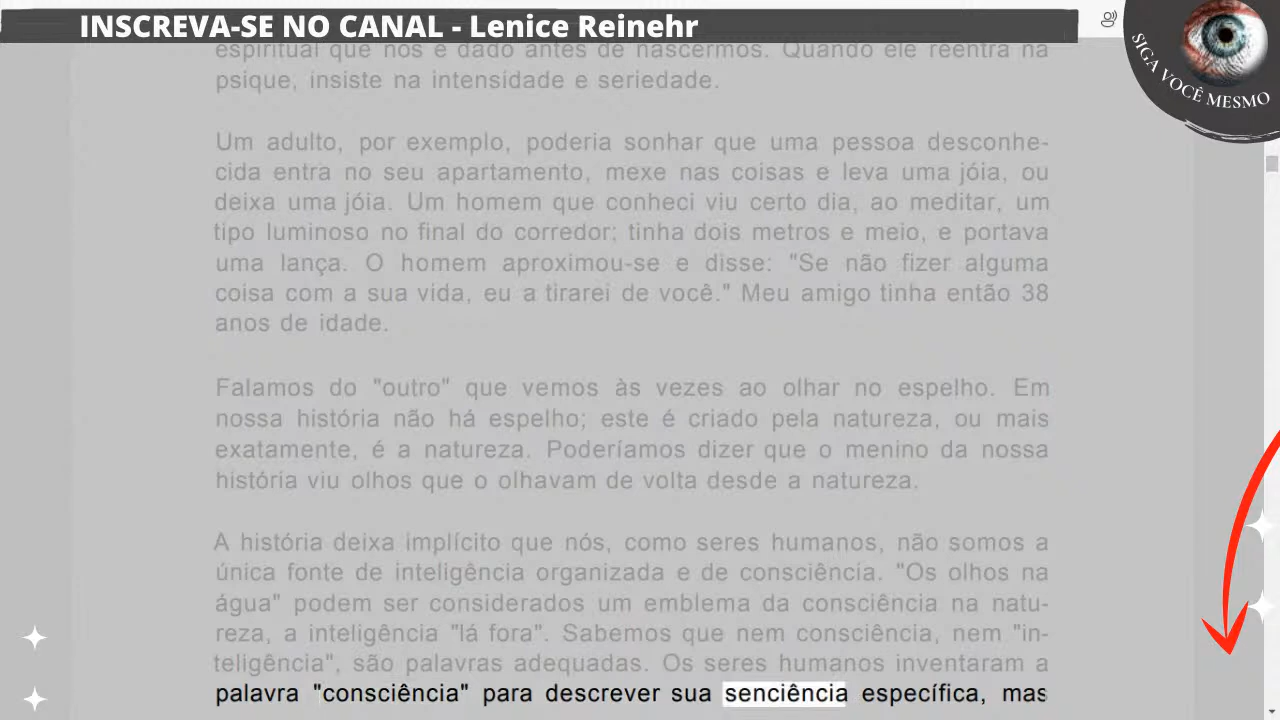 INSCREVA-SE NO CANAL - Lenice Reinehr
SIGA VOCÊ MESMO
espiritual que nos é dado antes de nascermos. Quando ele reentra na
psique, insiste na intensidade e seriedade.
Um adulto, por exemplo, poderia sonhar que uma pessoa desconhe-
cida entra no seu apartamento, mexe nas coisas e leva uma jóia, ou
deixa uma jóia. Um homem que conheci viu certo dia, ao meditar, um
tipo luminoso no final do corredor; tinha dois metros e meio, e portava
uma lança. O homem aproximou-se e disse: "Se não fizer alguma
coisa com a sua vida, eu a tirarei de você." Meu amigo tinha então 38
anos de idade.
Falamos do "outro" que vemos às vezes ao olhar no espelho. Em
nossa história não há espelho; este é criado pela natureza, ou mais
exatamente, é a natureza. Poderíamos dizer que o menino da nossa
história viu olhos que o olhavam de volta desde a natureza.
A história deixa implícito que nós, como seres humanos, não somos a
única fonte de inteligência organizada e de consciência. "Os olhos na
água" podem ser considerados um emblema da consciência na natu-
reza, a inteligência "lá fora". Sabemos que nem consciência, nem "in-
teligência", são palavras adequadas. Os seres humanos inventaram a
palavra "consciência" para descrever sua senciência específica, mas